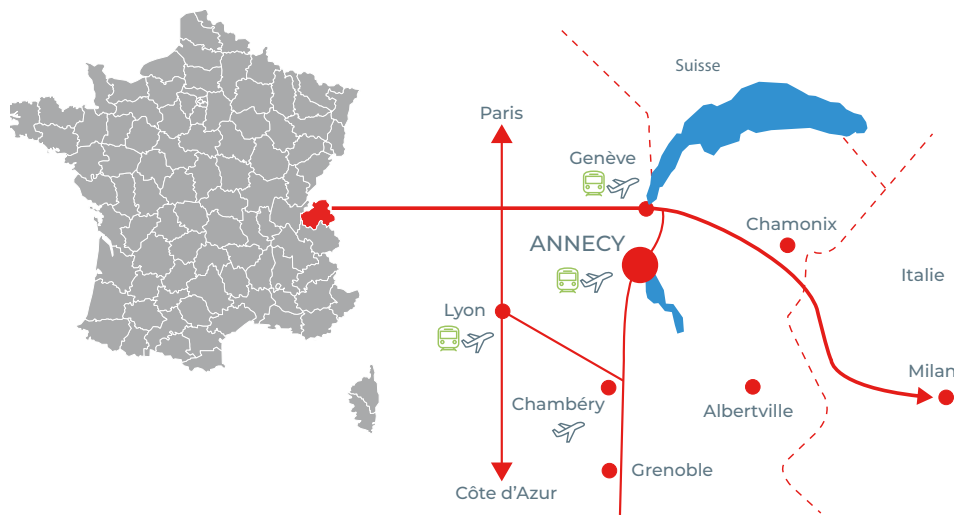 Suisse
Paris
Genève
Chamonix
ANNECY
Italie
Lyon
Milan
Chambéry
Albertville
Grenoble
Côte d’Azur